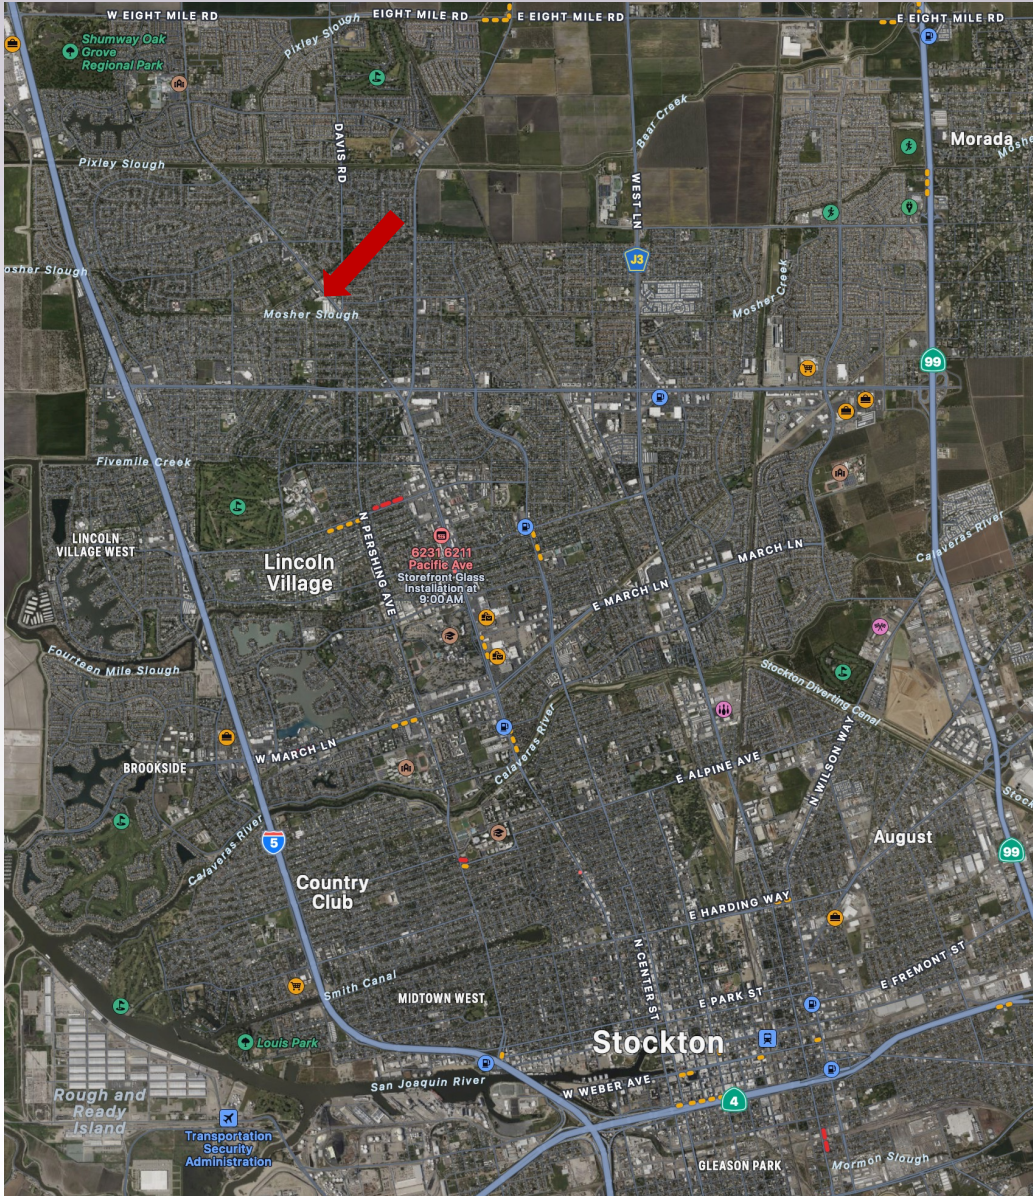 W EIGHT MILE RD
EIGHT MILE RD
E EIGHT MILE RD
E EIGHT MILE RD
Shumway Oak
Grove
Regional Park
Pixley Slough
DAVIS RD
Bear Creek
Morada
Moshe
Pixley Slough
WEST LN
J3
osher Slough
Mosher Slough
Mosher Creek
99
Fivemile Creek
LINCOLN
VILLAGE WEST
Lincoln
Village
N PERSHING AVE
6231 6211
Pacific Ave
Storefront Glass
Installation at
9:00 AM
MARCH LN
E MARCH LN
Calaveras River
Fourteen Mile Slough
Stockton Diverting Canal
W MARCH LN
BROOKSIDE
Calaveras River
E ALPINE AVE
N WILSON WAY
Stock
5
Calaveras River
August
99
Country
Club
E HARDING WAY
N CENTER ST
E FREMONT ST
Smith Canal
MIDTOWN WEST
E PARK ST
Stockton
Louis Park
San Joaquin River
W WEBER AVE
4
Rough and
Ready
Island
Transportation
Security
Administration
GLEASON PARK
Mormon Slough